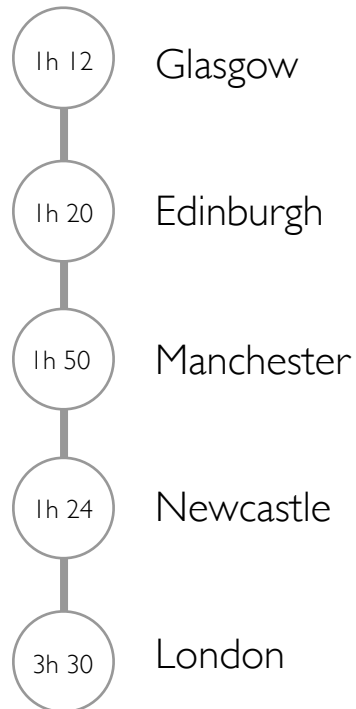 1h 12 Glasgow
1h 20 Edinburgh
1h 50 Manchester
1h 24 Newcastle
3h 30 London